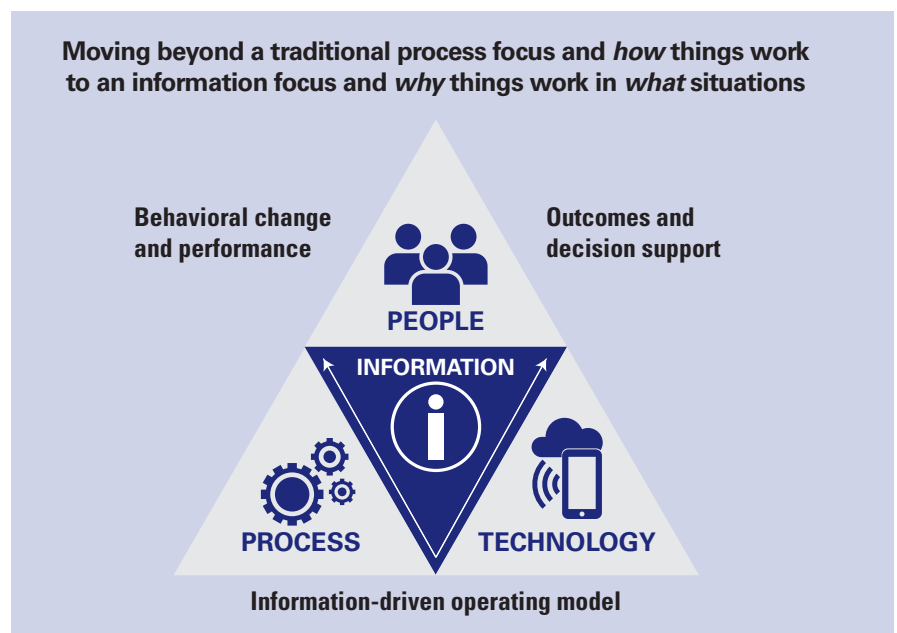 Moving beyond a traditional process focus and how things work
to an information focus and why things work in what situations
Behavioral change
and performance
Outcomes and
decision support
PEOPLE
INFORMATION
i
PROCESS
TECHNOLOGY
Information-driven operating model